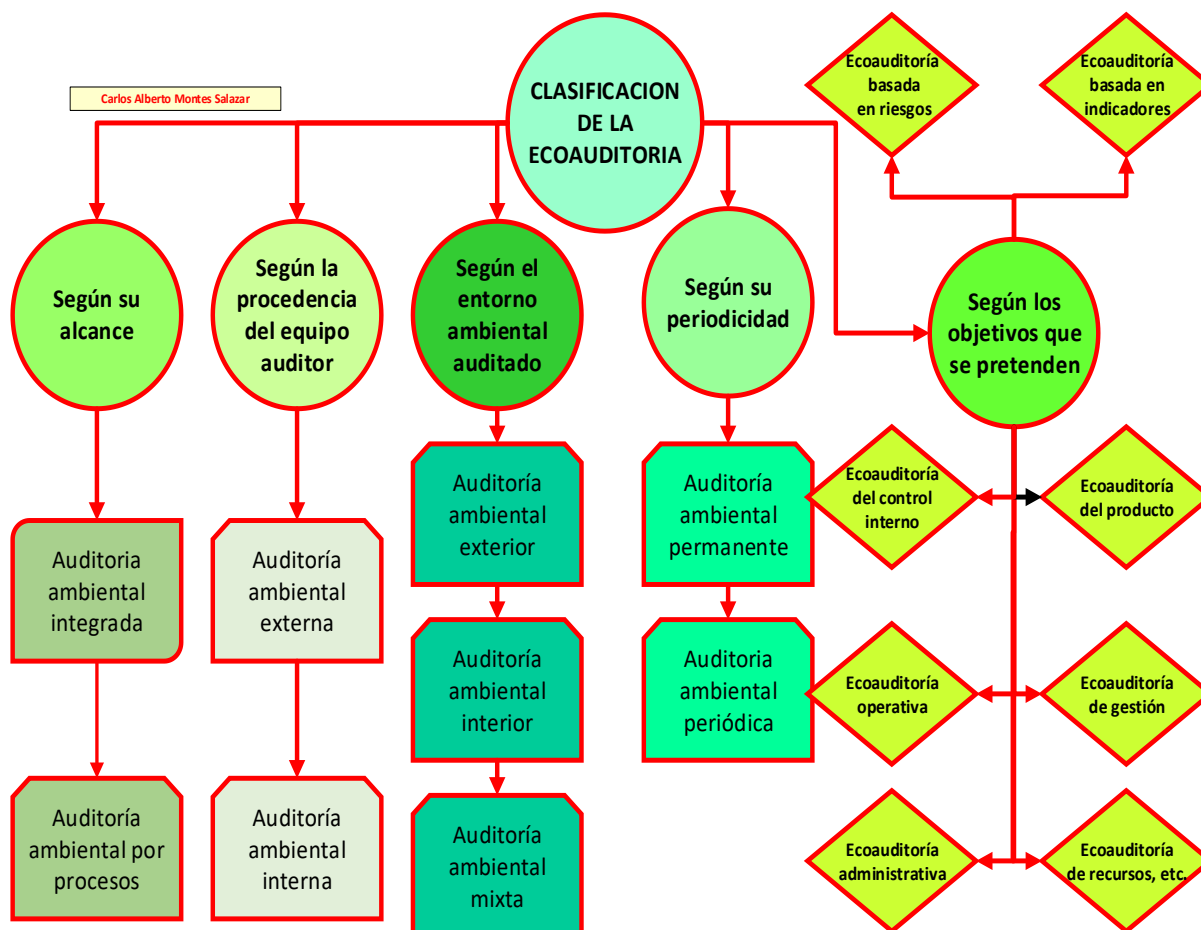 Carlos Alberto Montes Salazar
CLASIFICACION
DE LA
ECOAUDITORIA
Ecoauditoría
basada
en riesgos
Ecoauditoría
basada en
indicadores
Según su
alcance
Según la
procedencia
del equipo
auditor
Según el
entorno
ambiental
auditado
Según su
periodicidad
Según los
objetivos que
se pretenden
Auditoria
ambiental
integrada
Auditoría
ambiental por
procesos
Auditoría
ambiental
externa
Auditoría
ambiental
interna
Auditoría
ambiental
exterior
Auditoría
ambiental
interior
Auditoría
ambiental
mixta
Auditoría
ambiental
permanente
Auditoria
ambiental
periódica
Ecoauditoría
del control
interno
Ecoauditoría
del producto
Ecoauditoría
operativa
Ecoauditoría
de gestión
Ecoauditoría
administrativa
Ecoauditoría
de recursos, etc.